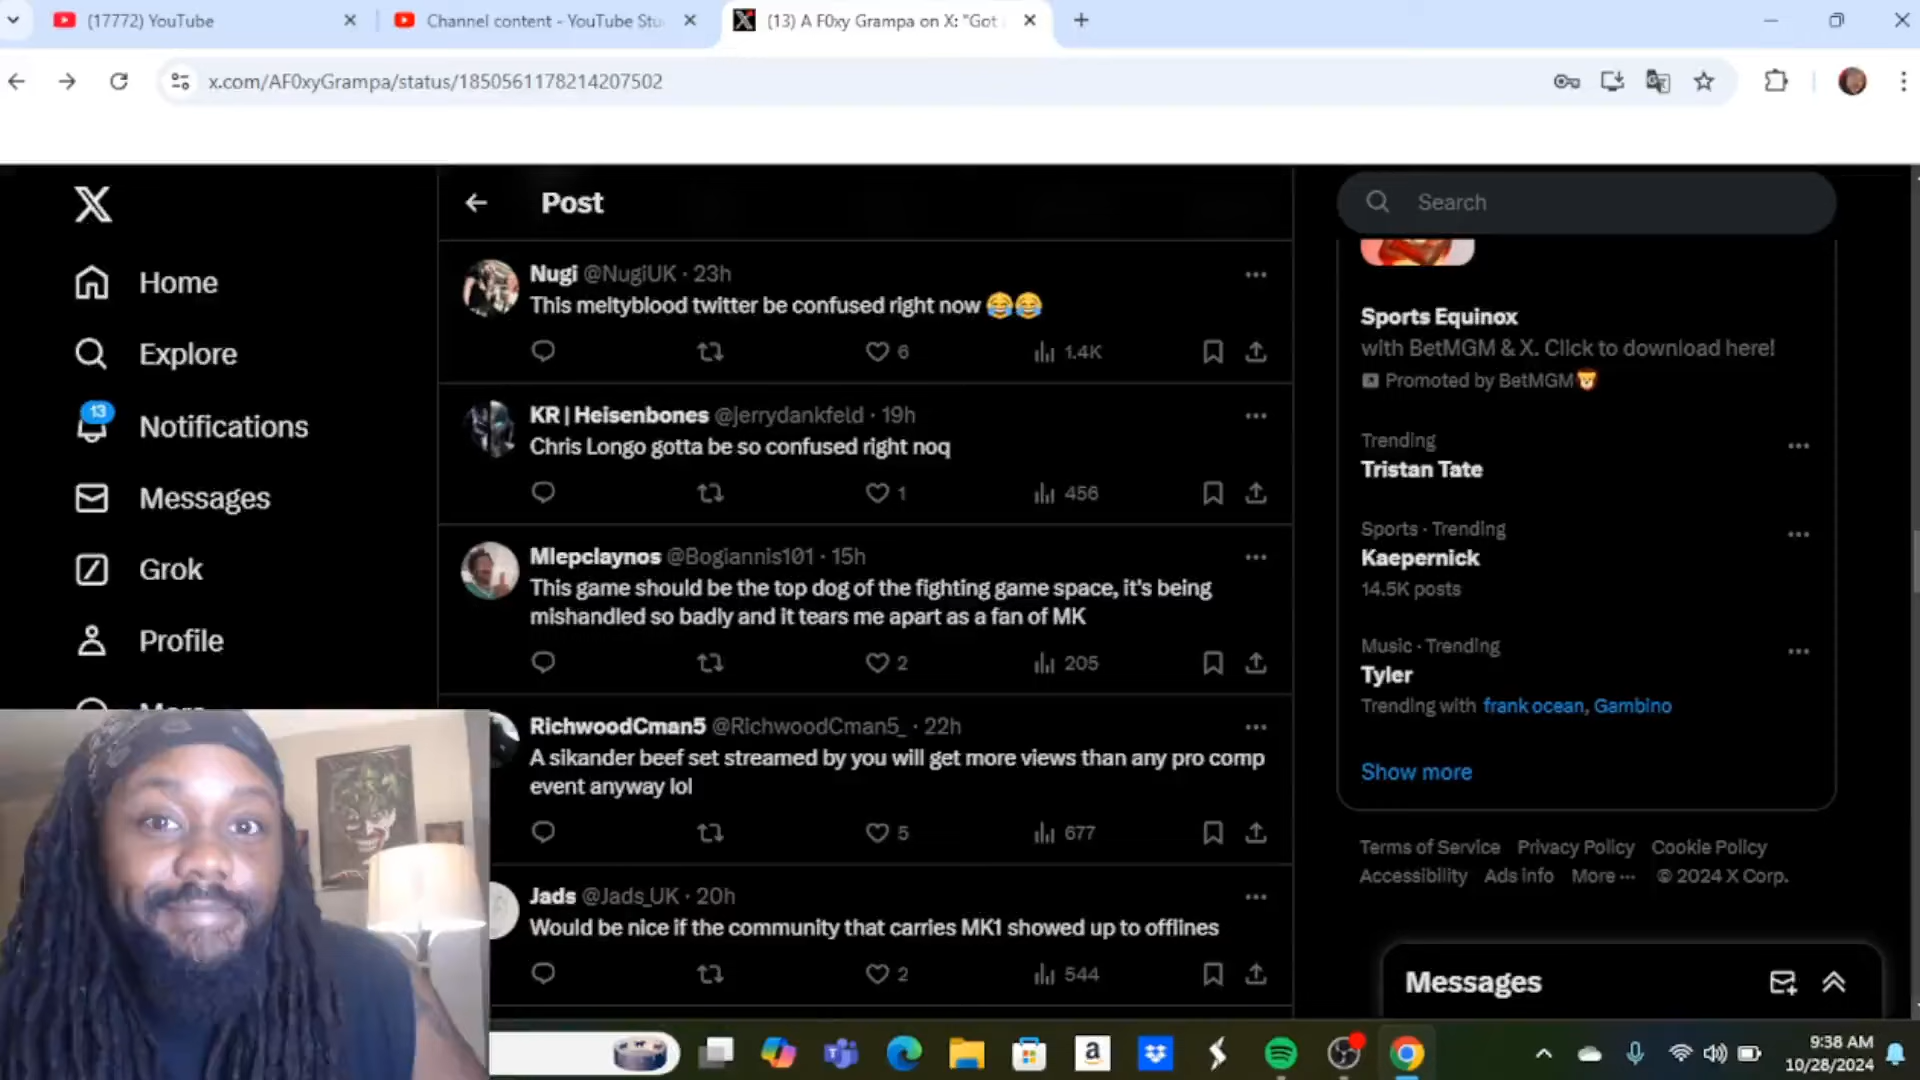 (17772) YouTube
Channel content - YouTube Stu
(13) A F0xy Grampa on X: "Got
x.com/AF0xyGrampa/status/1850561178214207502
Post
Search
Home
Explore
13
Notifications
Messages
Grok
Profile
More
Nugi @NugiUK · 23h
This meltyblood twitter be confused right now 😂😂
6
1.4K
KR | Heisenbones @jerrydankfeld · 19h
Chris Longo gotta be so confused right noq
1
456
Mlepclaynos @Bogiannis101 · 15h
This game should be the top dog of the fighting game space, it's being
mishandled so badly and it tears me apart as a fan of MK
2
205
RichwoodCman5 @RichwoodCman5_ · 22h
A sikander beef set streamed by you will get more views than any pro comp
event anyway lol
5
677
Jads @Jads_UK · 20h
Would be nice if the community that carries MK1 showed up to offlines
2
544
Sports Equinox
with BetMGM & X. Click to download here!
Promoted by BetMGM🦁
Trending
Tristan Tate
Sports · Trending
Kaepernick
14.5K posts
Music · Trending
Tyler
Trending with frank ocean, Gambino
Show more
Terms of Service Privacy Policy Cookie Policy
Accessibility Ads info More ··· © 2024 X Corp.
Messages
9:38 AM
10/28/2024